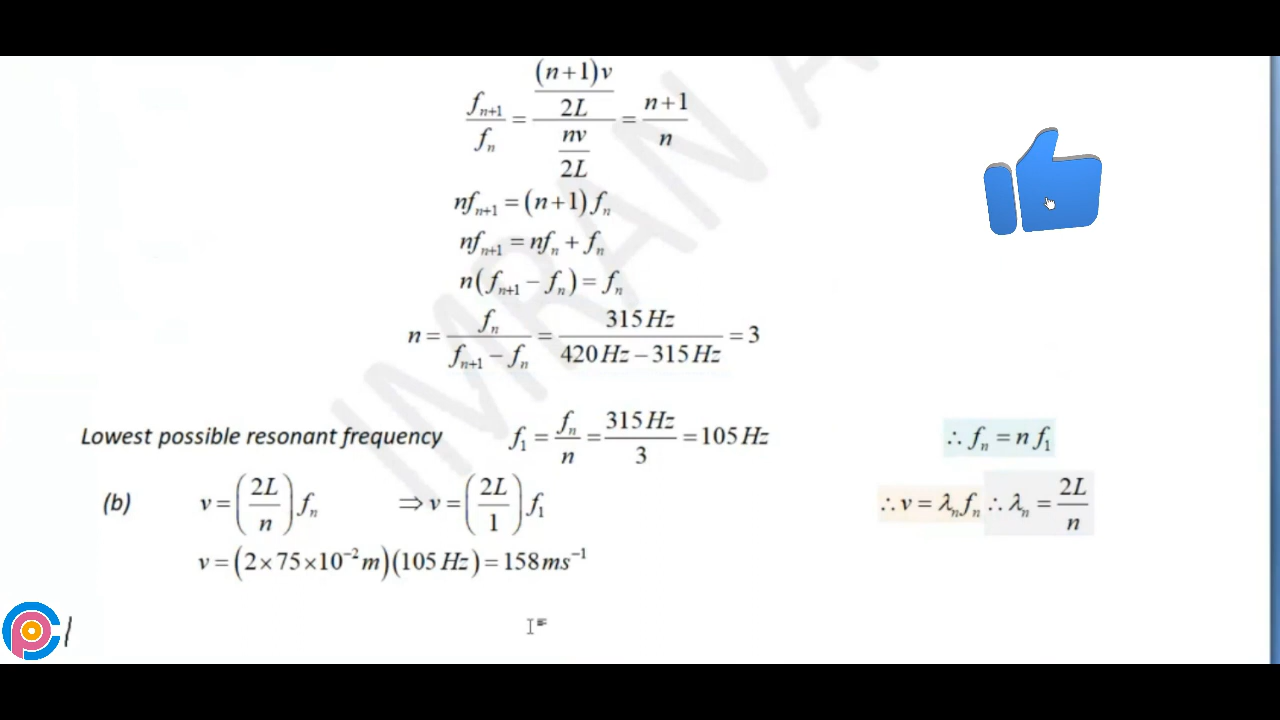 f_{n+1}/f_n = ((n+1)v/2L)/(nv/2L) = (n+1)/n
nf_{n+1} = (n+1) f_n
nf_{n+1} = nf_n + f_n
n(f_{n+1} − f_n) = f_n
n = f_n/(f_{n+1} − f_n) = 315 Hz/(420 Hz − 315 Hz) = 3
Lowest possible resonant frequency f_1 = f_n/n = 315 Hz/3 = 105 Hz ∴ f_n = n f_1
(b) v = (2L/n) f_n ⇒ v = (2L/1) f_1 ∴ v = λ_n f_n ∴ λ_n = 2L/n
v = (2×75×10^{−2} m)(105 Hz) = 158 ms^{−1}
IMRAN A